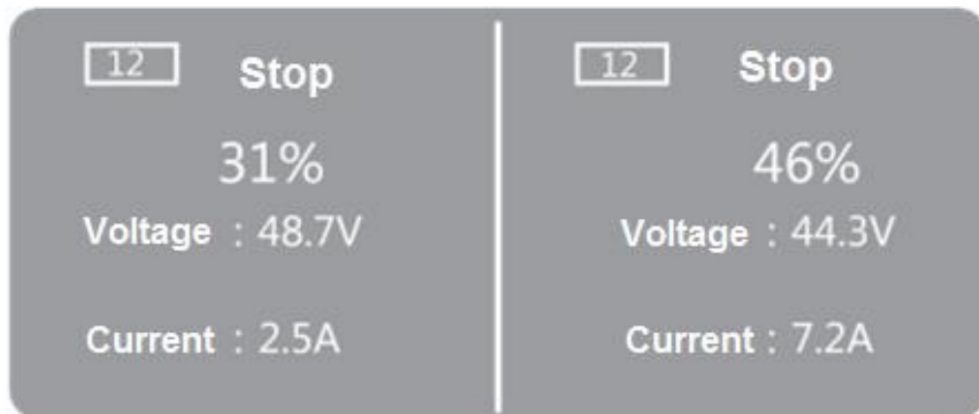 12 Stop
31%
Voltage : 48.7V
Current : 2.5A
12 Stop
46%
Voltage : 44.3V
Current : 7.2A